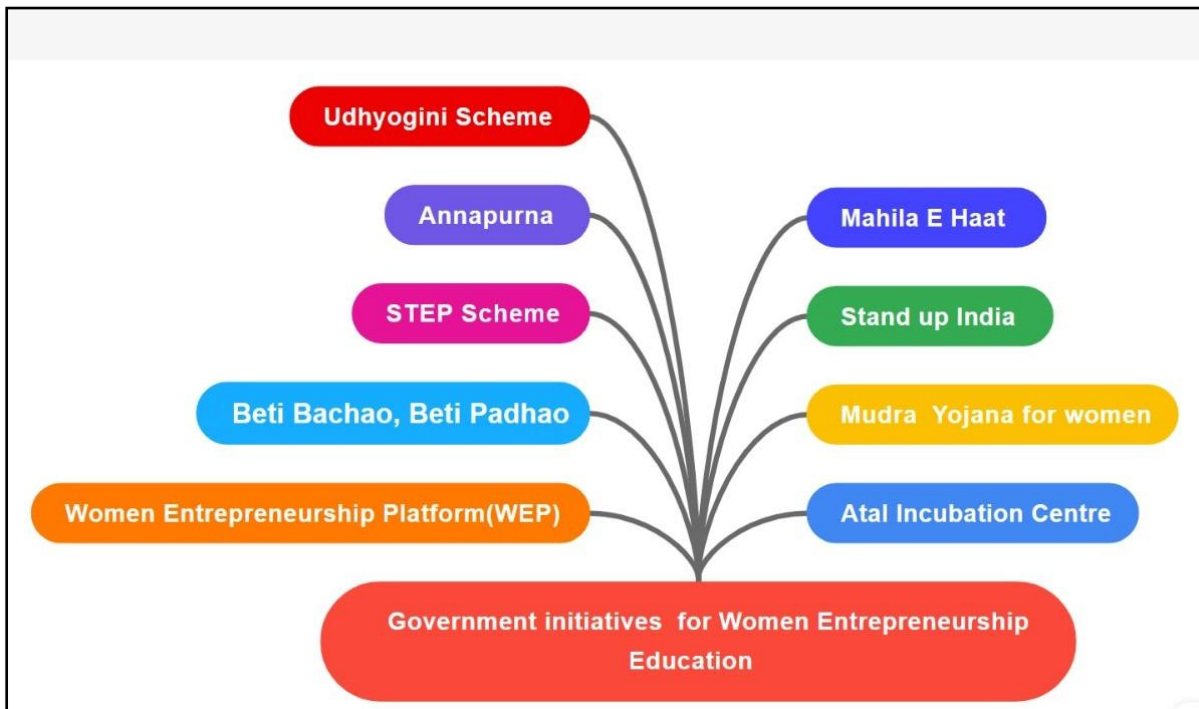 Udhyogini Scheme
Annapurna
STEP Scheme
Beti Bachao, Beti Padhao
Women Entrepreneurship Platform(WEP)
Mahila E Haat
Stand up India
Mudra  Yojana for women
Atal Incubation Centre
Government initiatives  for Women Entrepreneurship
Education